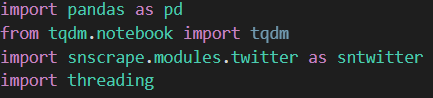 import pandas as pd
from tqdm.notebook import tqdm
import snscrape.modules.twitter as sntwitter
import threading